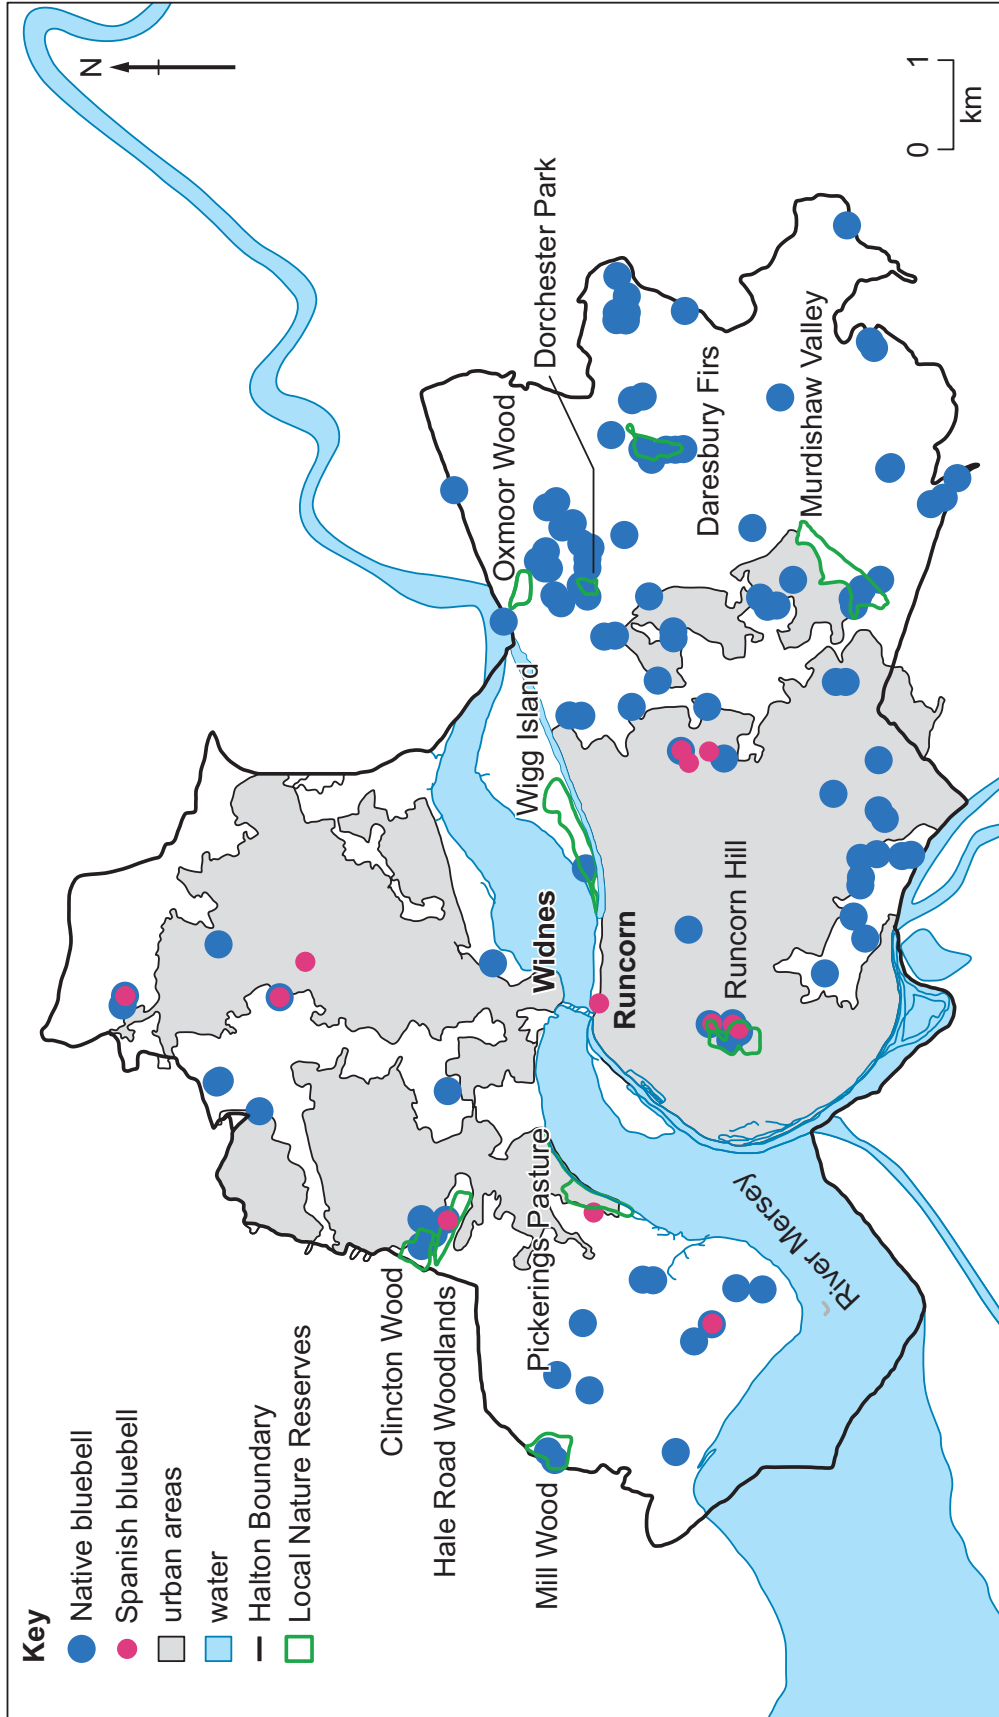 Key
Native bluebell
Spanish bluebell
urban areas
water
Halton Boundary
Local Nature Reserves
N
Clincton Wood
Hale Road Woodlands
Mill Wood
Pickerings Pasture
Widnes
Runcorn
Wigg Island
Oxmoor Wood
Dorchester Park
Daresbury Firs
Murdishaw Valley
Runcorn Hill
River Mersey
0 1
km